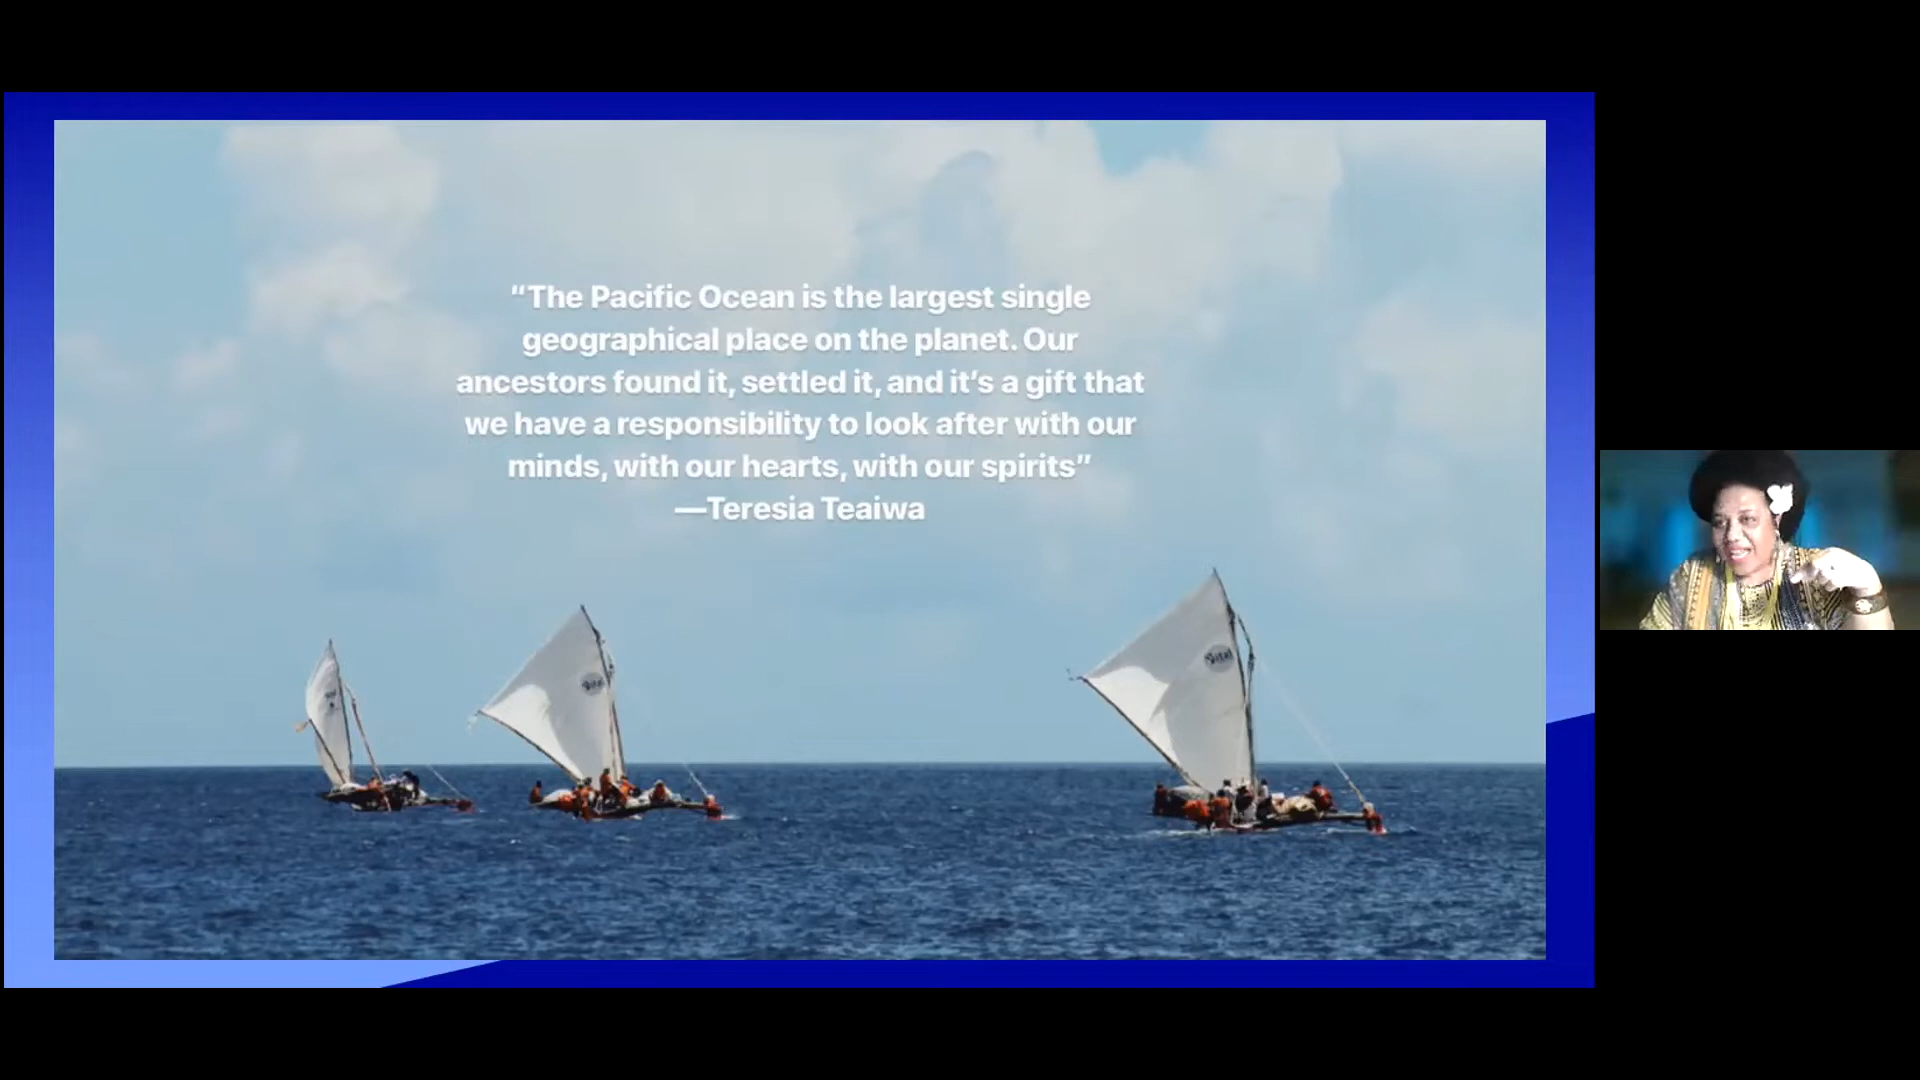 “The Pacific Ocean is the largest single
geographical place on the planet. Our
ancestors found it, settled it, and it’s a gift that
we have a responsibility to look after with our
minds, with our hearts, with our spirits”
—Teresia Teaiwa